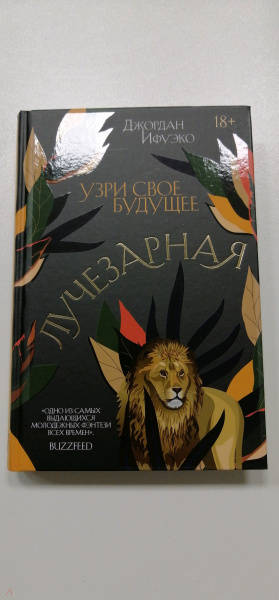 Джордан
Ифуэко
18+
УЗРИ СВОЕ
БУДУЩЕЕ
ЛУЧЕЗАРНАЯ
«ОДНО ИЗ САМЫХ
ВЫДАЮЩИХСЯ
МОЛОДЕЖНЫХ ФЭНТЕЗИ
ВСЕХ ВРЕМЕН».
BUZZFEED